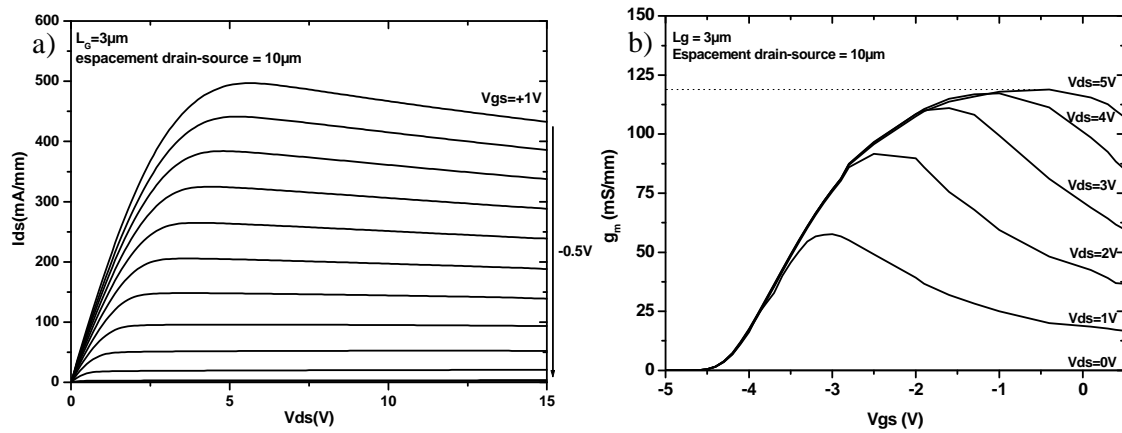 a)
L_G=3µm
espacement drain-source = 10µm
Vgs=+1V
-0.5V
600
500
400
300
200
100
0
Ids(mA/mm)
0 5 10 15
Vds(V)
b)
Lg = 3µm
Espacement drain-source = 10µm
Vds=5V
Vds=4V
Vds=3V
Vds=2V
Vds=1V
Vds=0V
150
125
100
75
50
25
0
g_m (mS/mm)
-5 -4 -3 -2 -1 0
Vgs (V)